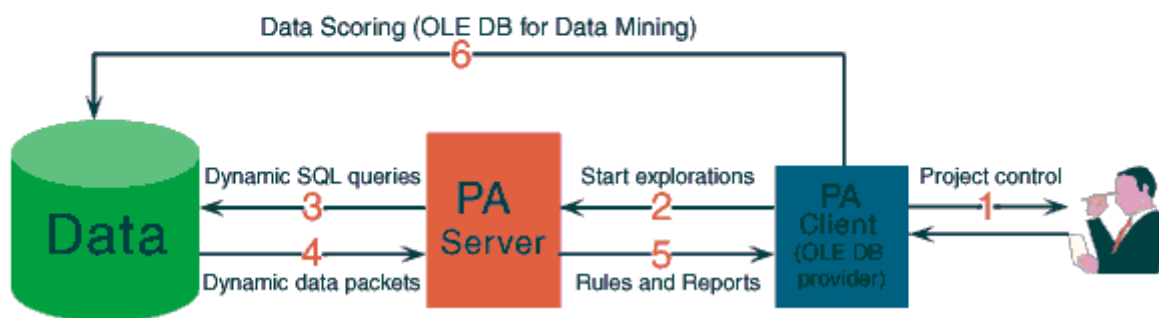 Data Scoring (OLE DB for Data Mining)
6
Dynamic SQL queries
3
Data
4
Dynamic data packets
PA
Server
Start explorations
2
5
Rules and Reports
PA
Client
(OLE DB
provider)
Project control
1